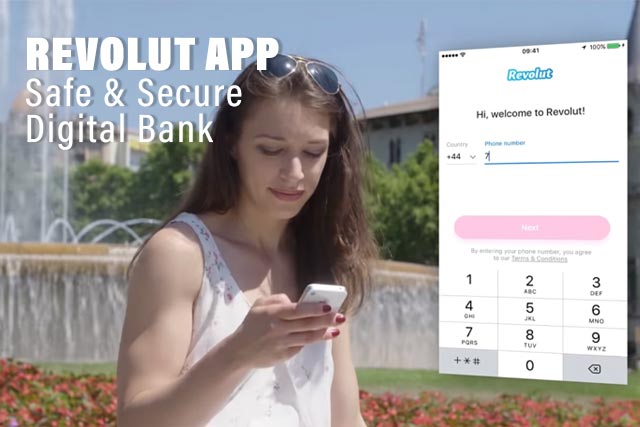 REVOLUT APP
Safe & Secure
Digital Bank
09:41
100%
Revolut
Hi, welcome to Revolut!
Country
Phone number
+44
7
Next
By entering your phone number, you agree
to our Terms & Conditions
1
2
ABC
3
DEF
4
GHI
5
JKL
6
MNO
7
PQRS
8
TUV
9
WXYZ
+*#
0